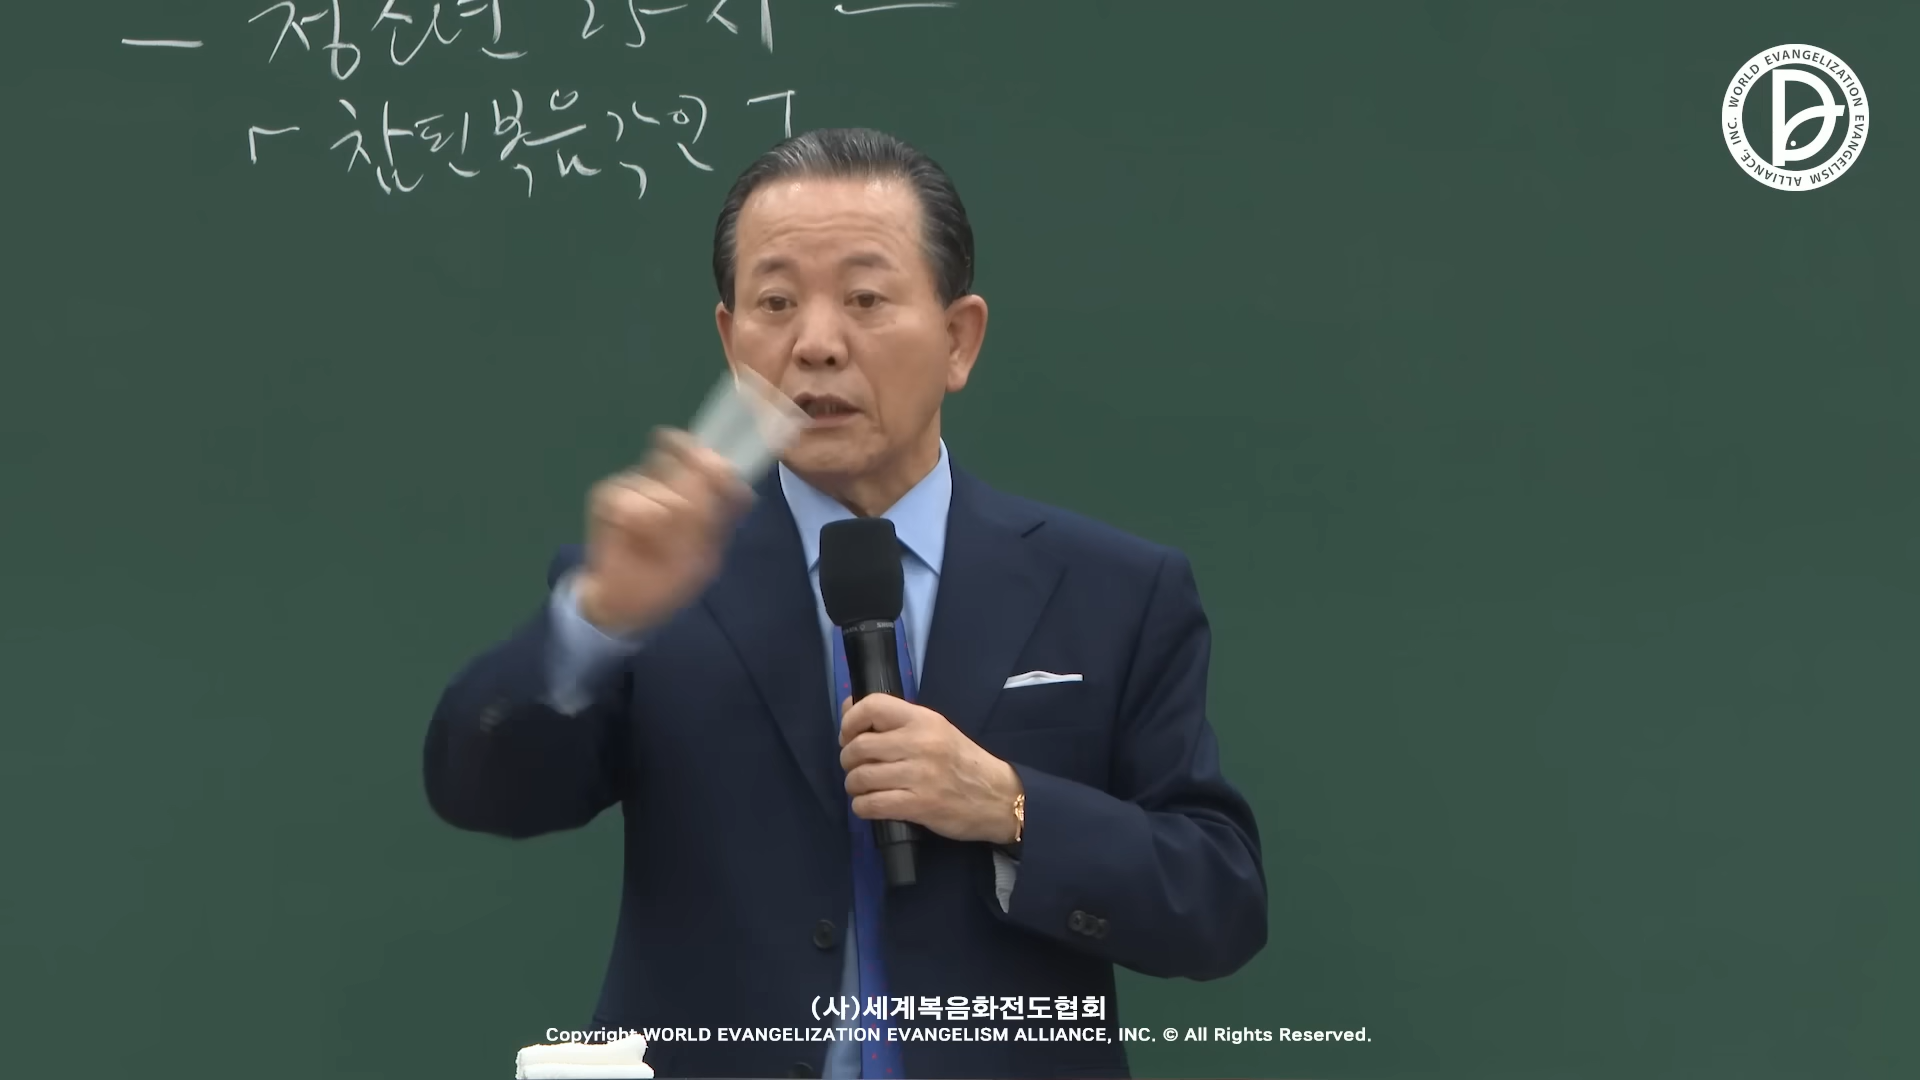 — 청소년 25시 —
「참된복음각인」
WORLD EVANGELIZATION EVANGELISM ALLIANCE, INC.
(사)세계복음화전도협회
Copyright WORLD EVANGELIZATION EVANGELISM ALLIANCE, INC. © All Rights Reserved.